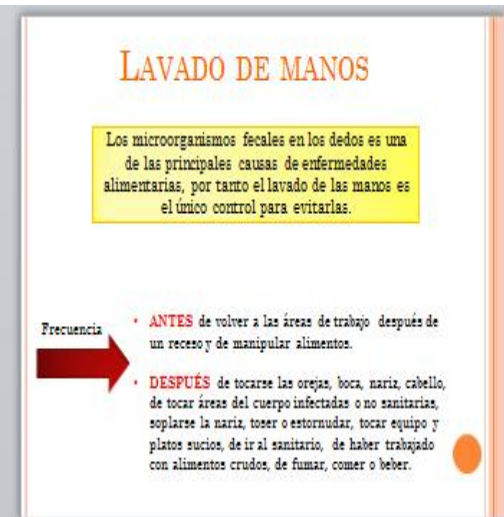 LAVADO DE MANOS
Los microorganismos fecales en los dedos es una
de las principales causas de enfermedades
alimentarias, por tanto el lavado de las manos es
el único control para evitarlas.
Frecuencia
• ANTES de volver a las áreas de trabajo después de
un receso y de manipular alimentos.
• DESPUÉS de tocarse las orejas, boca, nariz, cabello,
de tocar áreas del cuerpo infectadas o no sanitarias,
soplarse la nariz, toser o estornudar, tocar equipo y
platos sucios, de ir al sanitario, de haber trabajado
con alimentos crudos, de fumar, comer o beber.